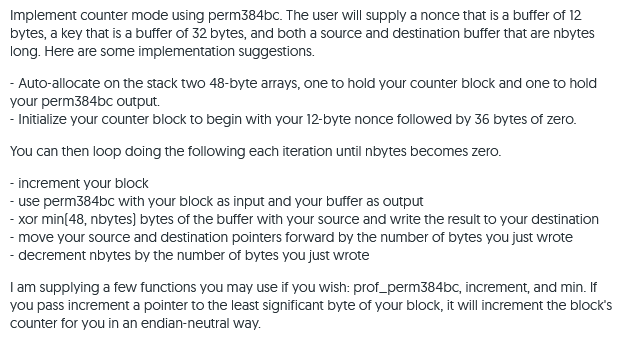 Implement counter mode using perm384bc. The user will supply a nonce that is a buffer of 12
bytes, a key that is a buffer of 32 bytes, and both a source and destination buffer that are nbytes
long. Here are some implementation suggestions.
- Auto-allocate on the stack two 48-byte arrays, one to hold your counter block and one to hold
your perm384bc output.
- Initialize your counter block to begin with your 12-byte nonce followed by 36 bytes of zero.
You can then loop doing the following each iteration until nbytes becomes zero.
- increment your block
- use perm384bc with your block as input and your buffer as output
- xor min(48, nbytes) bytes of the buffer with your source and write the result to your destination
- move your source and destination pointers forward by the number of bytes you just wrote
- decrement nbytes by the number of bytes you just wrote
I am supplying a few functions you may use if you wish: prof_perm384bc, increment, and min. If
you pass increment a pointer to the least significant byte of your block, it will increment the block's
counter for you in an endian-neutral way.